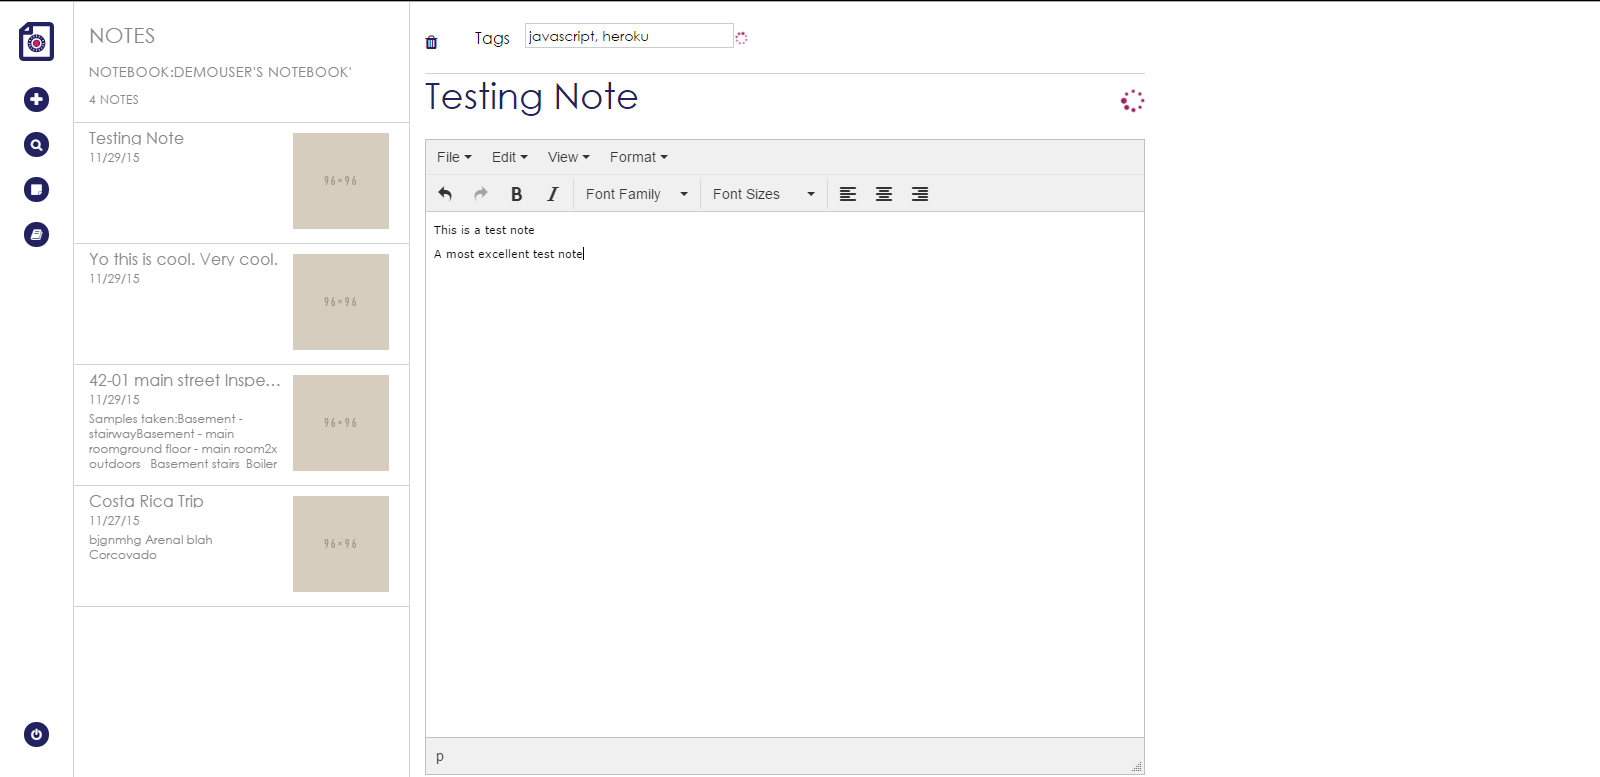 NOTES
NOTEBOOK:DEMOUSER'S NOTEBOOK'
4 NOTES
Testing Note
11/29/15
96×96
Yo this is cool. Very cool.
11/29/15
96×96
42-01 main street Inspe...
11/29/15
Samples taken:Basement -
stairwayBasement - main
roomground floor - main room2x
outdoors Basement stairs Boiler
96×96
Costa Rica Trip
11/27/15
bjgnmhg Arenal blah
Corcovado
96×96
Tags javascript, heroku
Testing Note
File Edit View Format
B I Font Family Font Sizes
This is a test note
A most excellent test note
p